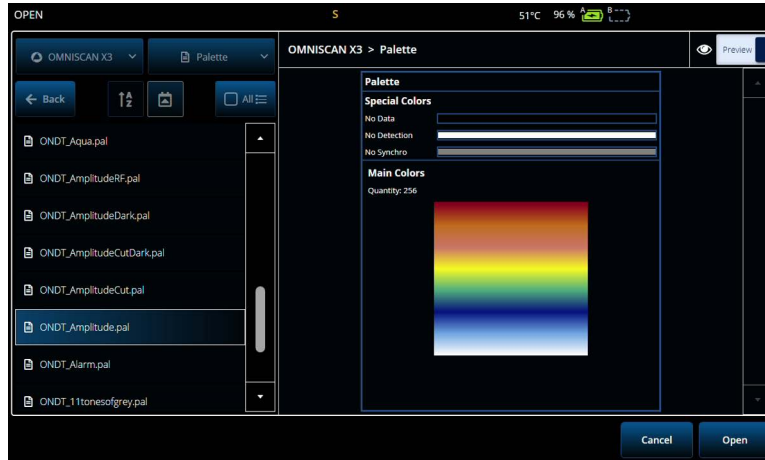 OPEN
S
51°C 96 % A B
OMNISCAN X3
Palette
OMNISCAN X3 > Palette
Preview
Back
All
ONDT_Aqua.pal
ONDT_AmplitudeRF.pal
ONDT_AmplitudeDark.pal
ONDT_AmplitudeCutDark.pal
ONDT_AmplitudeCut.pal
ONDT_Amplitude.pal
ONDT_Alarm.pal
ONDT_11tonesofgrey.pal
Palette
Special Colors
No Data
No Detection
No Synchro
Main Colors
Quantity: 256
Cancel
Open